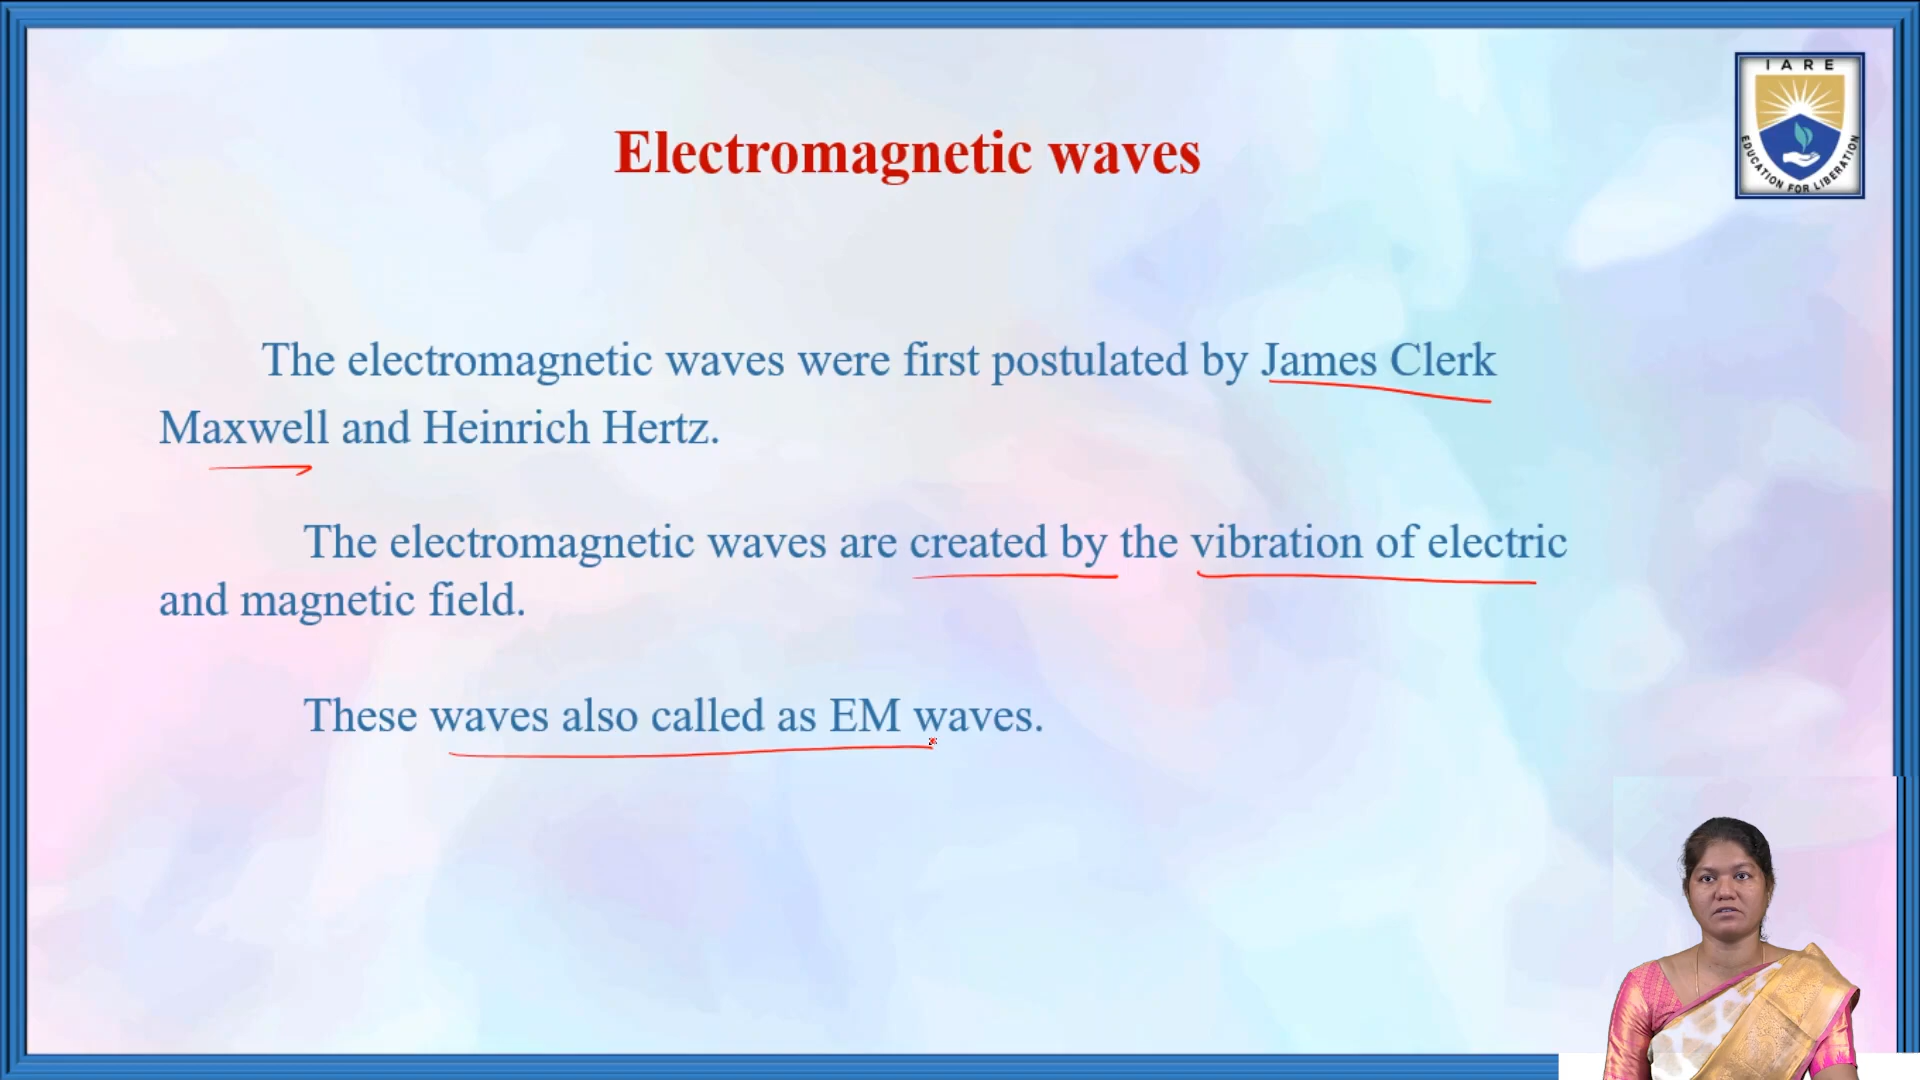 IARE
EDUCATION FOR LIBERATION
Electromagnetic waves
The electromagnetic waves were first postulated by James Clerk
Maxwell and Heinrich Hertz.
The electromagnetic waves are created by the vibration of electric
and magnetic field.
These waves also called as EM waves.